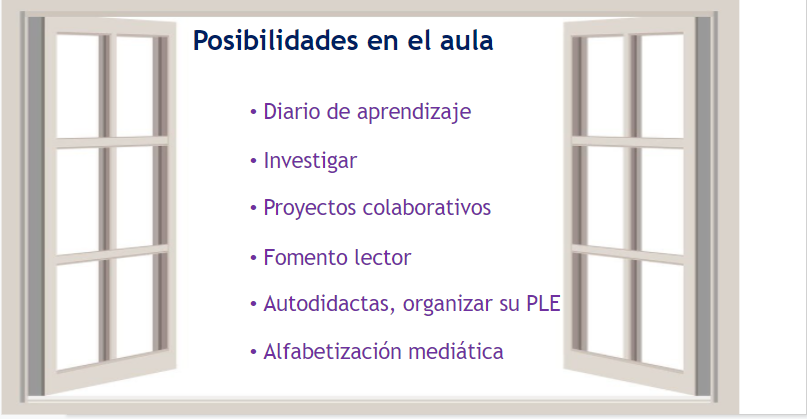 Posibilidades en el aula
• Diario de aprendizaje
• Investigar
• Proyectos colaborativos
• Fomento lector
• Autodidactas, organizar su PLE
• Alfabetización mediática